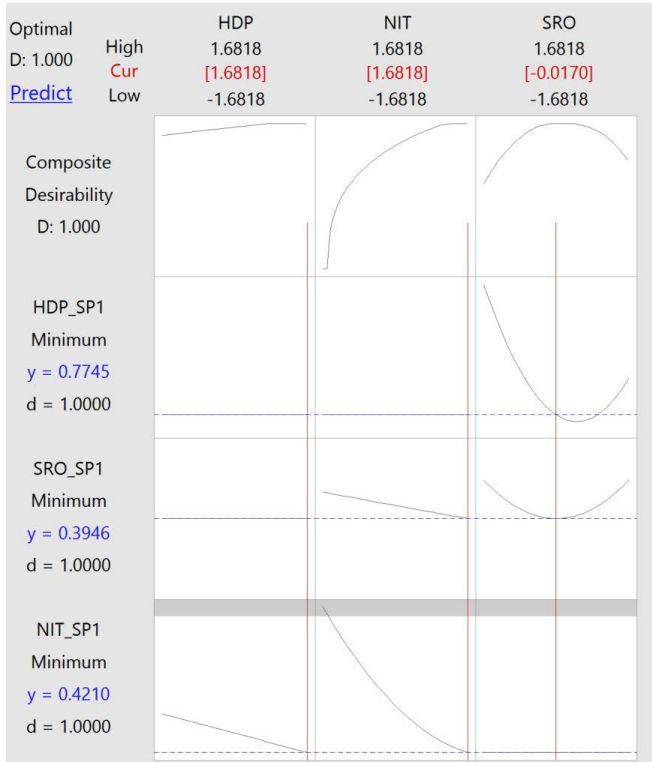 Optimal
D: 1.000
Predict
High
Cur
Low
HDP
1.6818
[1.6818]
-1.6818
NIT
1.6818
[1.6818]
-1.6818
SRO
1.6818
[-0.0170]
-1.6818
Composite
Desirability
D: 1.000
HDP_SP1
Minimum
y = 0.7745
d = 1.0000
SRO_SP1
Minimum
y = 0.3946
d = 1.0000
NIT_SP1
Minimum
y = 0.4210
d = 1.0000